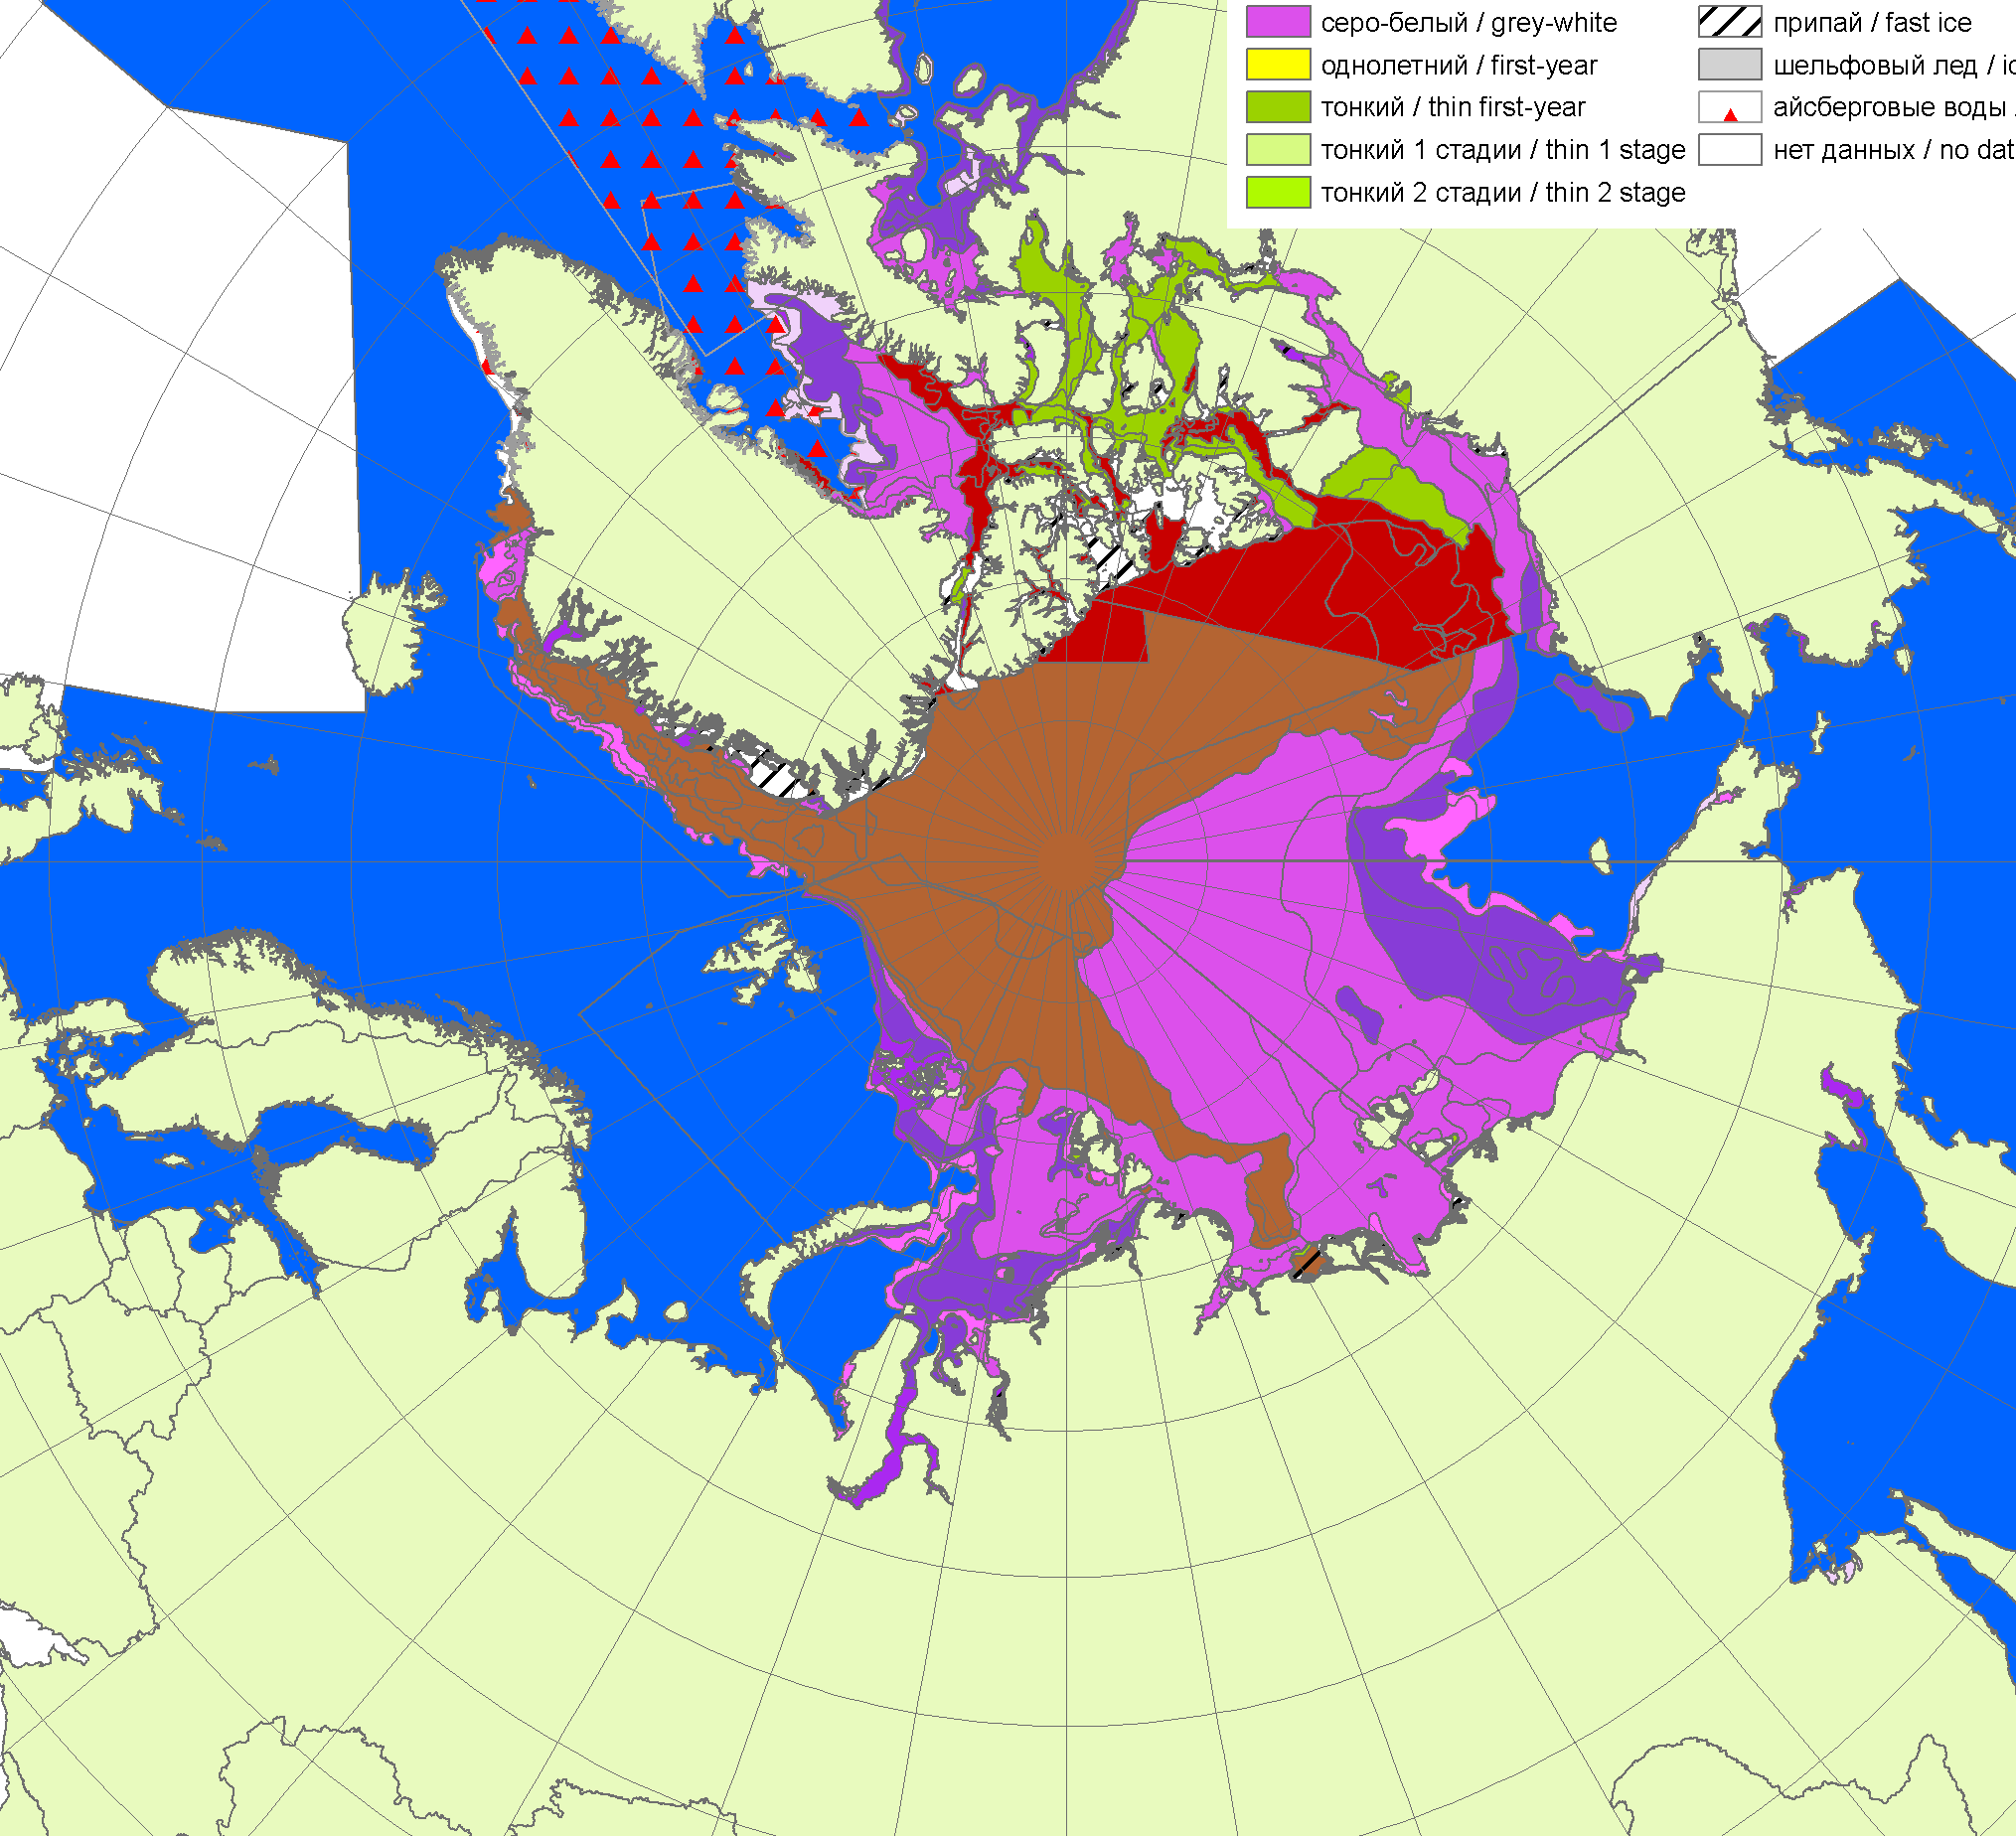 серо-белый / grey-white
однолетний / first-year
тонкий / thin first-year
тонкий 1 стадии / thin 1 stage
тонкий 2 стадии / thin 2 stage
припай / fast ice
шельфовый лед /
айсберговые воды
нет данных / no